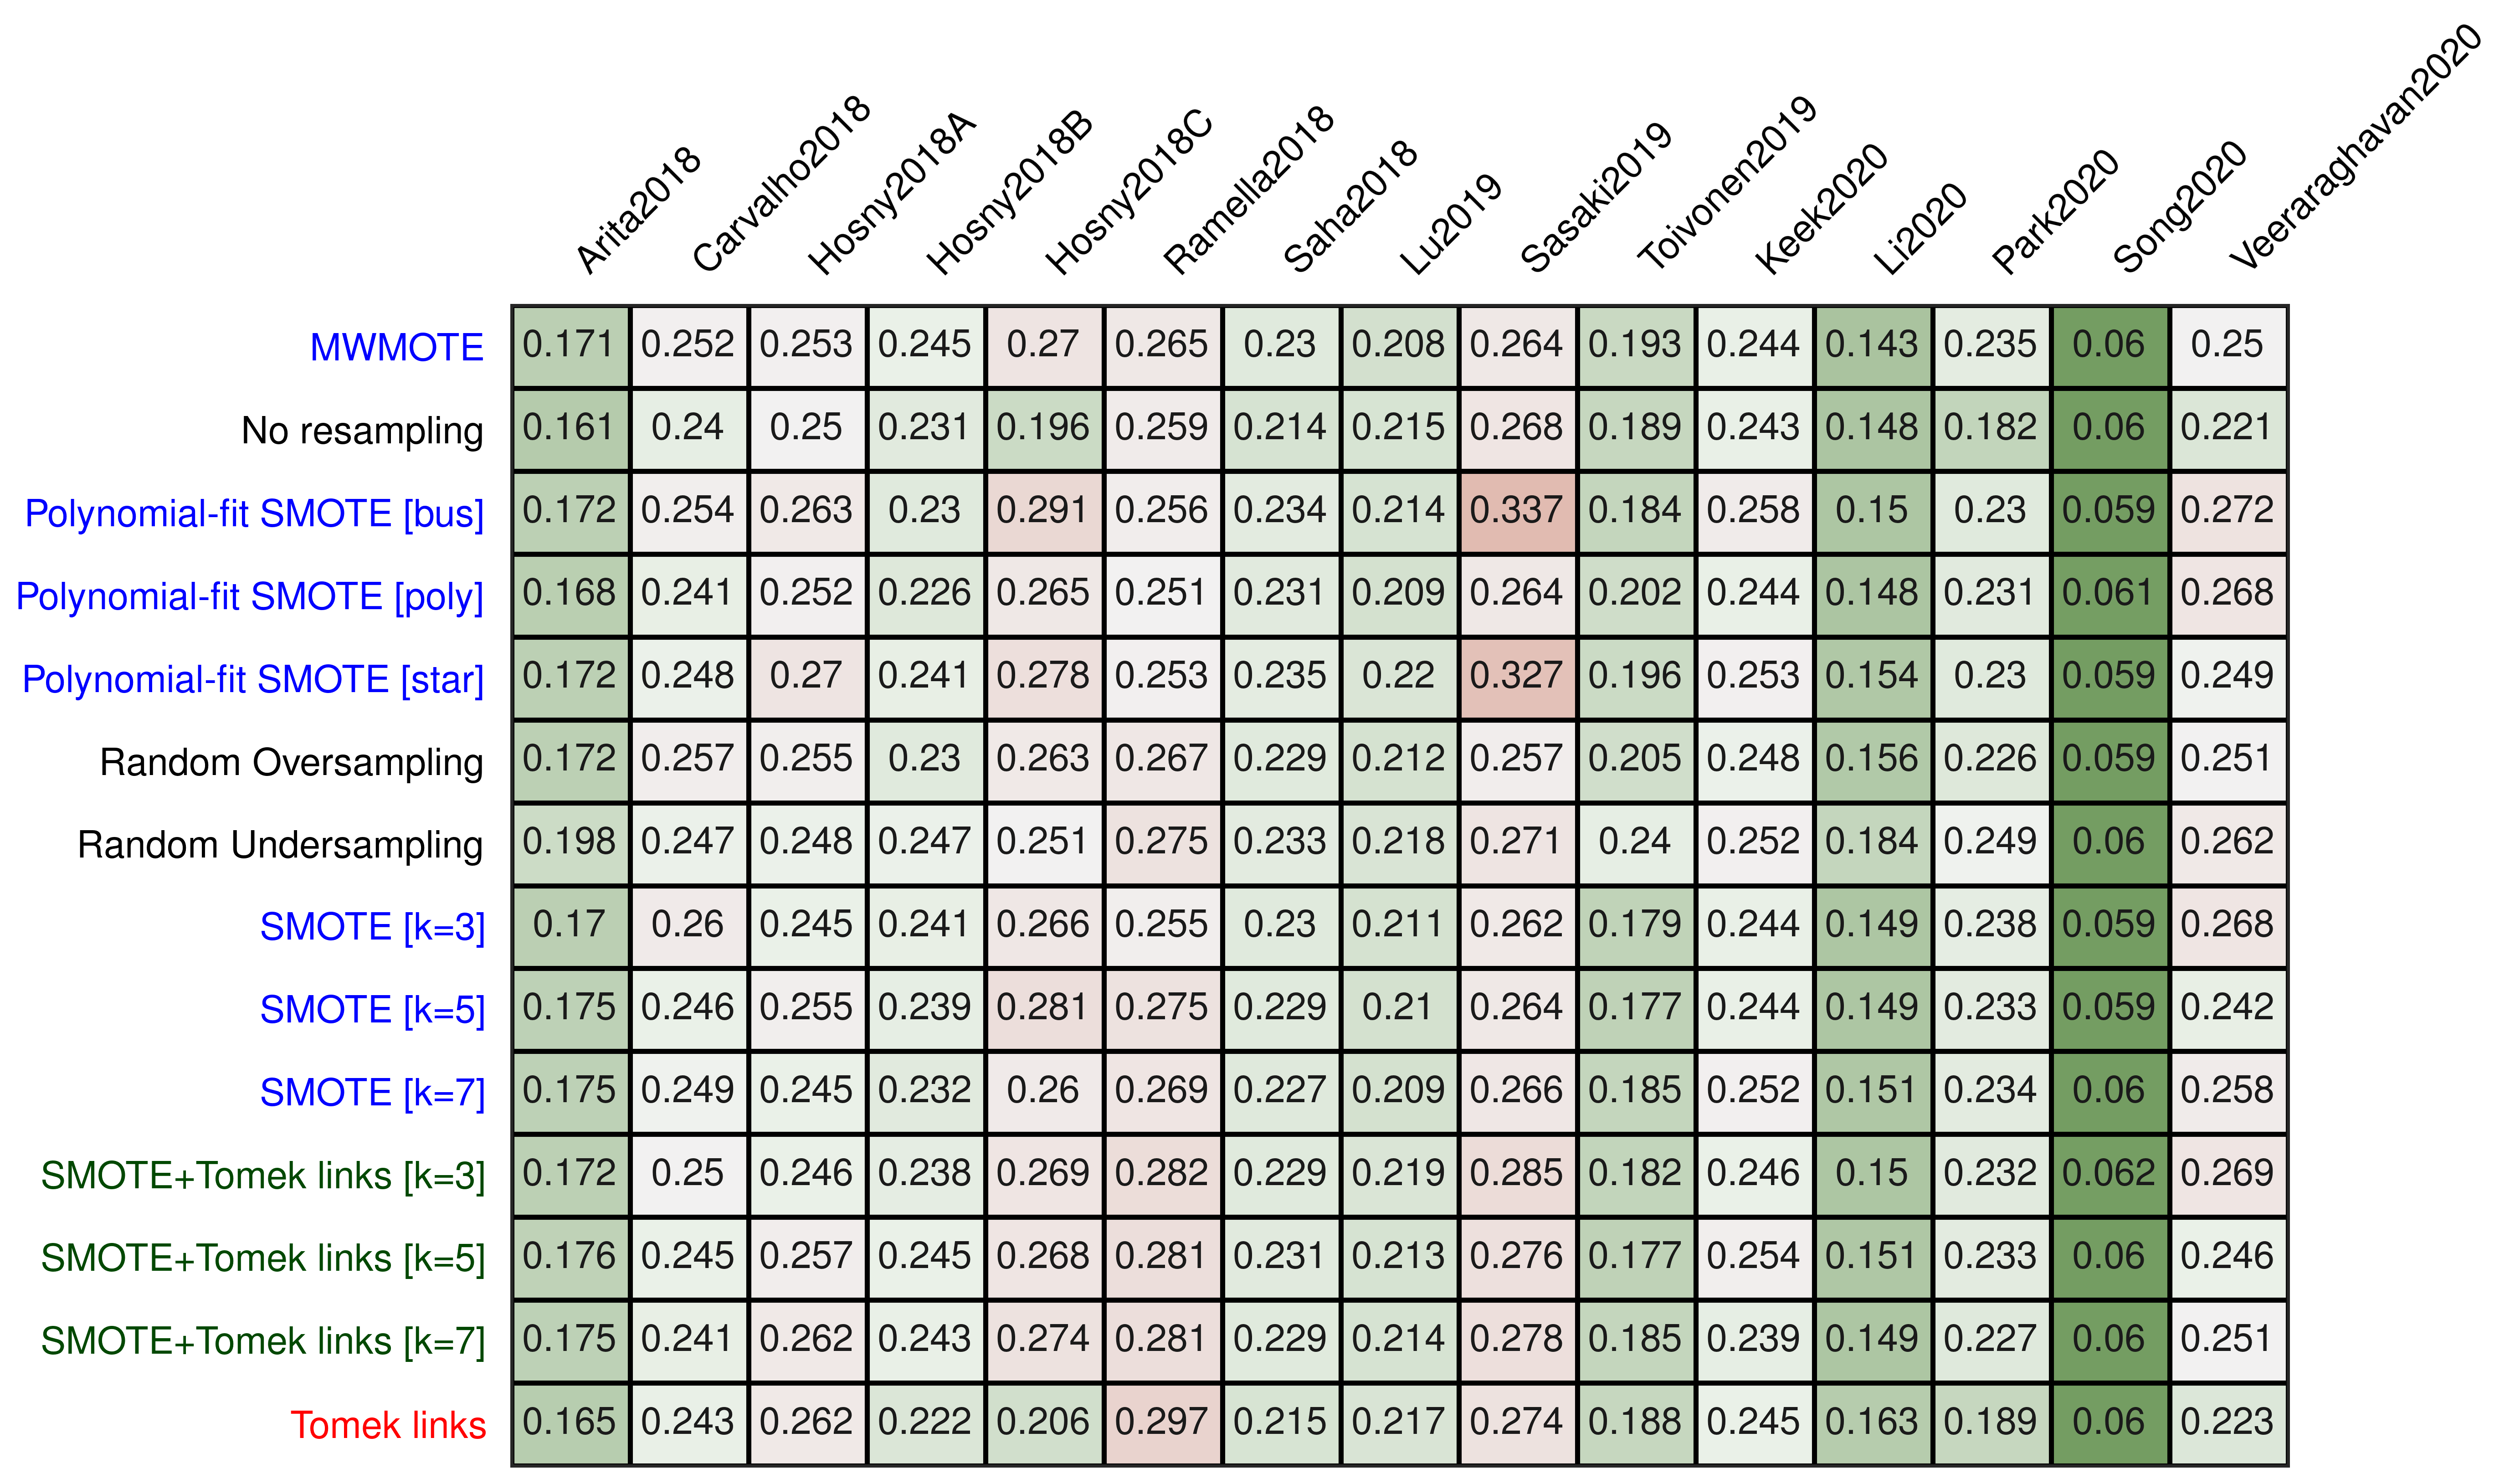 Arita2018 Carvalho2018 Hosny2018A Hosny2018B Hosny2018C Ramella2018 Saha2018 Lu2019 Sasaki2019 Toivonen2019 Keek2020 Li2020 Park2020 Song2020 Veeraraghavan2020
MWMOTE 0.171 0.252 0.253 0.245 0.27 0.265 0.23 0.208 0.264 0.193 0.244 0.143 0.235 0.06 0.25
No resampling 0.161 0.24 0.25 0.231 0.196 0.259 0.214 0.215 0.268 0.189 0.243 0.148 0.182 0.06 0.221
Polynomial-fit SMOTE [bus] 0.172 0.254 0.263 0.23 0.291 0.256 0.234 0.214 0.337 0.184 0.258 0.15 0.23 0.059 0.272
Polynomial-fit SMOTE [poly] 0.168 0.241 0.252 0.226 0.265 0.251 0.231 0.209 0.264 0.202 0.244 0.148 0.231 0.061 0.268
Polynomial-fit SMOTE [star] 0.172 0.248 0.27 0.241 0.278 0.253 0.235 0.22 0.327 0.196 0.253 0.154 0.23 0.059 0.249
Random Oversampling 0.172 0.257 0.255 0.23 0.263 0.267 0.229 0.212 0.257 0.205 0.248 0.156 0.226 0.059 0.251
Random Undersampling 0.198 0.247 0.248 0.247 0.251 0.275 0.233 0.218 0.271 0.24 0.252 0.184 0.249 0.06 0.262
SMOTE [k=3] 0.17 0.26 0.245 0.241 0.266 0.255 0.23 0.211 0.262 0.179 0.244 0.149 0.238 0.059 0.268
SMOTE [k=5] 0.175 0.246 0.255 0.239 0.281 0.275 0.229 0.21 0.264 0.177 0.244 0.149 0.233 0.059 0.242
SMOTE [k=7] 0.175 0.249 0.245 0.232 0.26 0.269 0.227 0.209 0.266 0.185 0.252 0.151 0.234 0.06 0.258
SMOTE+Tomek links [k=3] 0.172 0.25 0.246 0.238 0.269 0.282 0.229 0.219 0.285 0.182 0.246 0.15 0.232 0.062 0.269
SMOTE+Tomek links [k=5] 0.176 0.245 0.257 0.245 0.268 0.281 0.231 0.213 0.276 0.177 0.254 0.151 0.233 0.06 0.246
SMOTE+Tomek links [k=7] 0.175 0.241 0.262 0.243 0.274 0.281 0.229 0.214 0.278 0.185 0.239 0.149 0.227 0.06 0.251
Tomek links 0.165 0.243 0.262 0.222 0.206 0.297 0.215 0.217 0.274 0.188 0.245 0.163 0.189 0.06 0.223